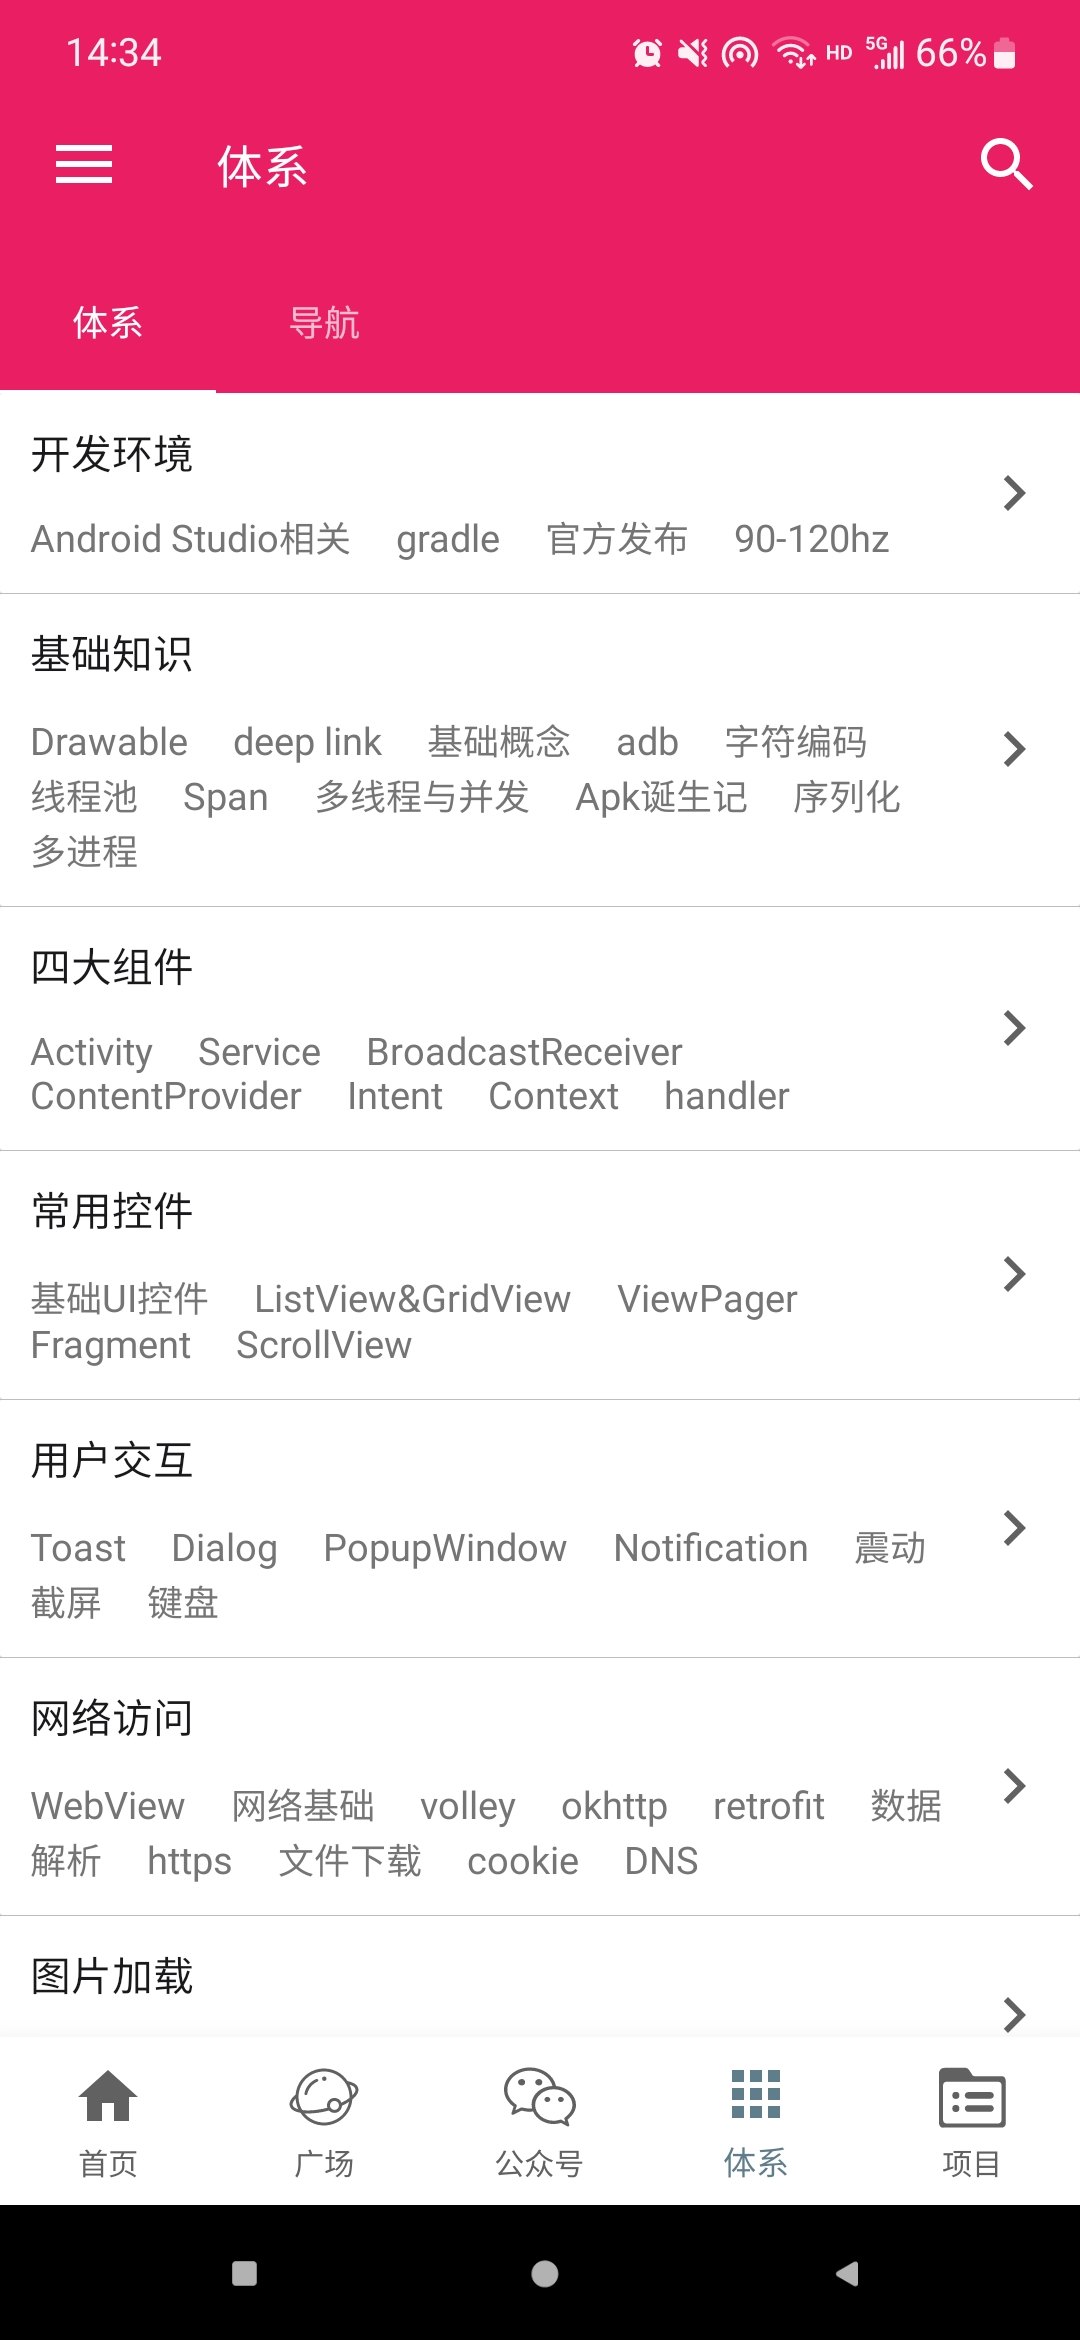 14:34 HD 5G 66%
体系
体系 导航
开发环境
Android Studio相关 gradle 官方发布 90-120hz
基础知识
Drawable deep link 基础概念 adb 字符编码
线程池 Span 多线程与并发 Apk诞生记 序列化
多进程
四大组件
Activity Service BroadcastReceiver
ContentProvider Intent Context handler
常用控件
基础UI控件 ListView&GridView ViewPager
Fragment ScrollView
用户交互
Toast Dialog PopupWindow Notification 震动
截屏 键盘
网络访问
WebView 网络基础 volley okhttp retrofit 数据
解析 https 文件下载 cookie DNS
图片加载
首页 广场 公众号 体系 项目